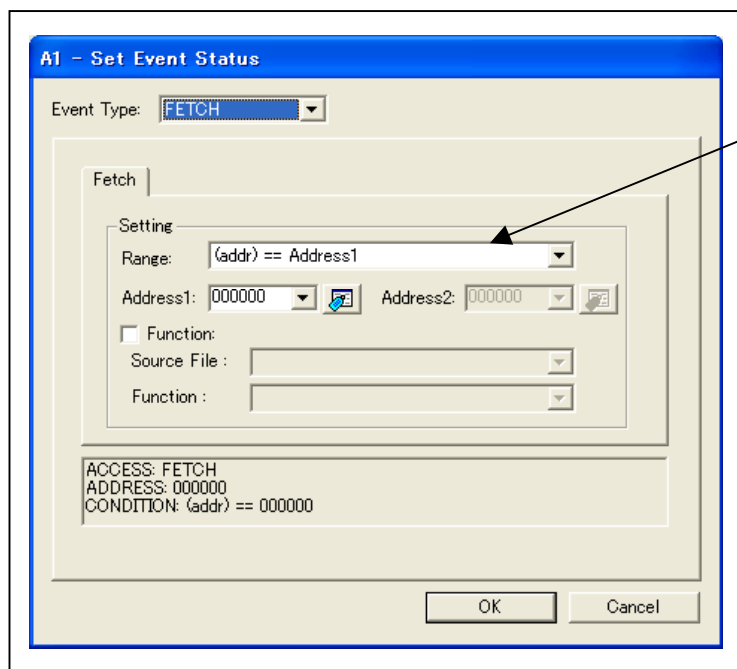 A1 - Set Event Status
Event Type: FETCH
Fetch
Setting
Range: (addr) == Address1
Address1: 000000 Address2: 000000
Function:
Source File :
Function :
ACCESS: FETCH
ADDRESS: 000000
CONDITION: (addr) == 000000
OK Cancel